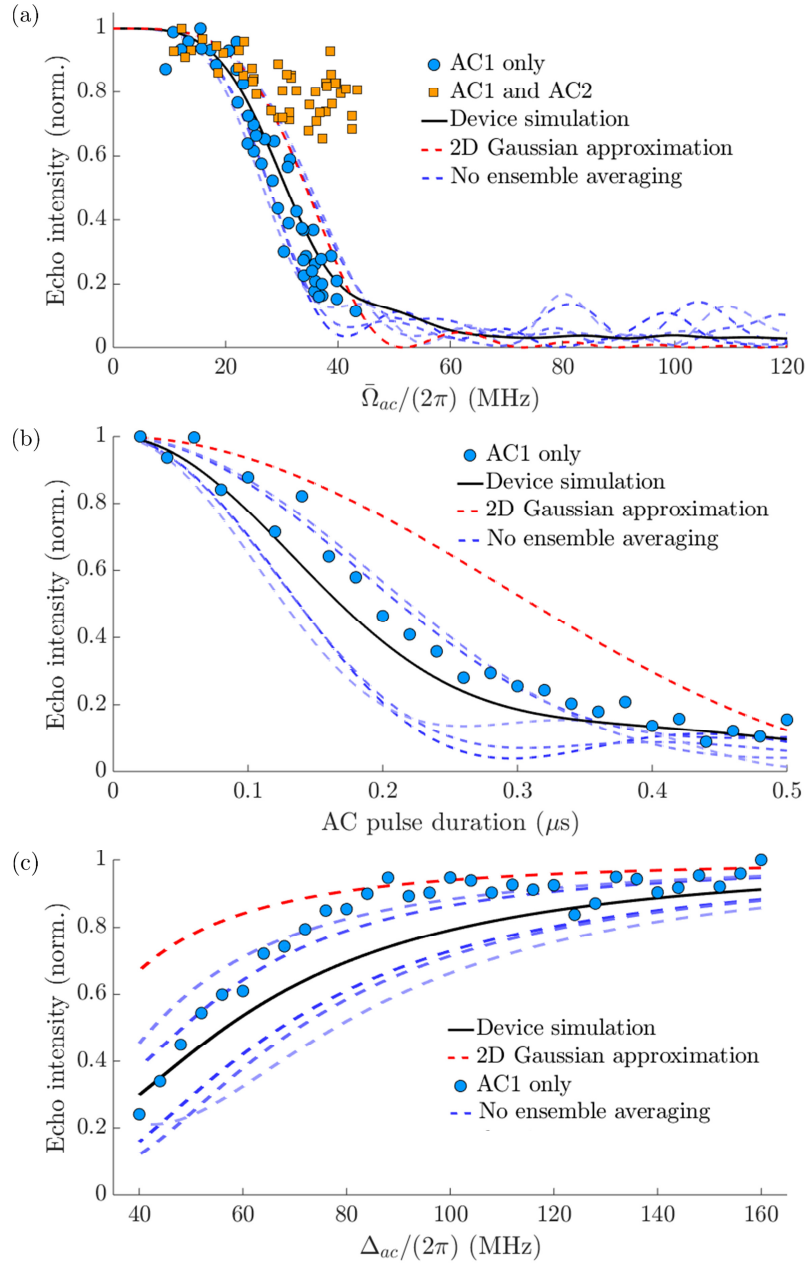 (a)
1
0.8
0.6
0.4
0.2
0
Echo intensity (norm.)
AC1 only
AC1 and AC2
Device simulation
2D Gaussian approximation
No ensemble averaging
0 20 40 60 80 100 120
Ω̄ac/(2π) (MHz)
(b)
1
0.8
0.6
0.4
0.2
0
Echo intensity (norm.)
AC1 only
Device simulation
2D Gaussian approximation
No ensemble averaging
0 0.1 0.2 0.3 0.4 0.5
AC pulse duration (μs)
(c)
1
0.8
0.6
0.4
0.2
0
Echo intensity (norm.)
Device simulation
2D Gaussian approximation
AC1 only
No ensemble averaging
40 60 80 100 120 140 160
Δac/(2π) (MHz)